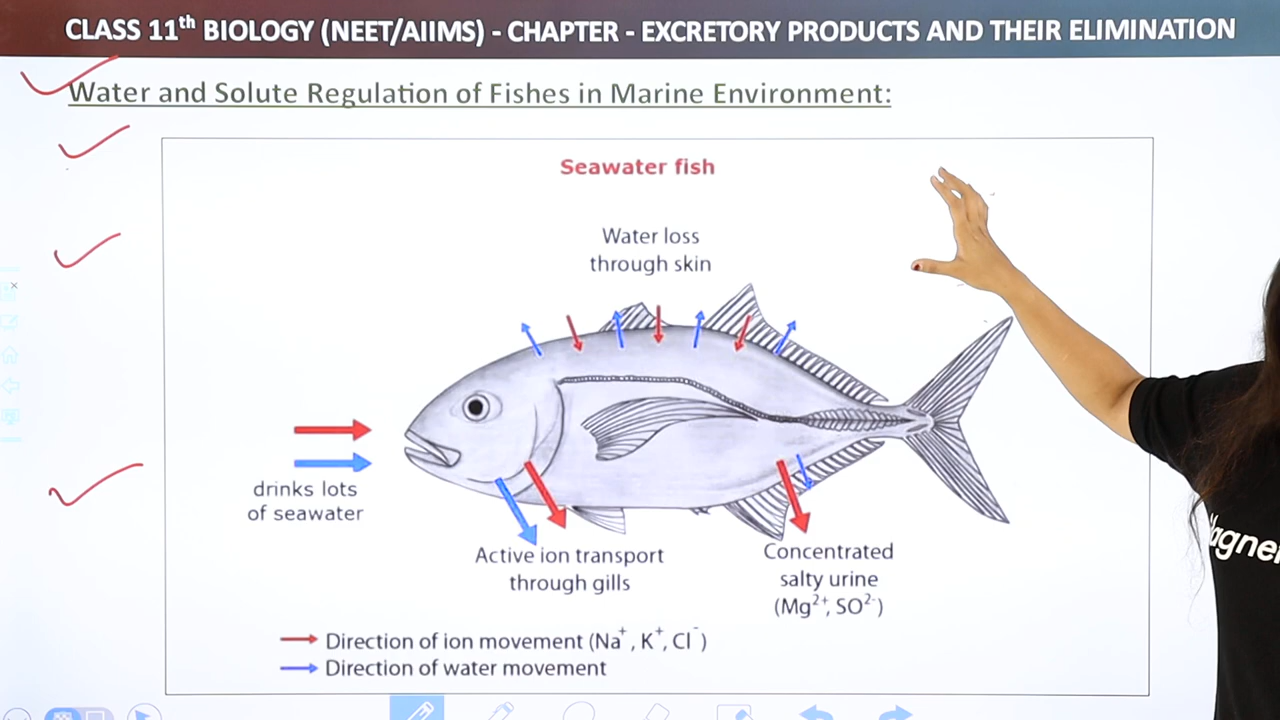 CLASS 11th BIOLOGY (NEET/AIIMS) - CHAPTER - EXCRETORY PRODUCTS AND THEIR ELIMINATION
Water and Solute Regulation of Fishes in Marine Environment:
Seawater fish
Water loss
through skin
drinks lots
of seawater
Active ion transport
through gills
Concentrated
salty urine
(Mg²⁺, SO²⁻)
Direction of ion movement (Na⁺, K⁺, Cl⁻)
Direction of water movement